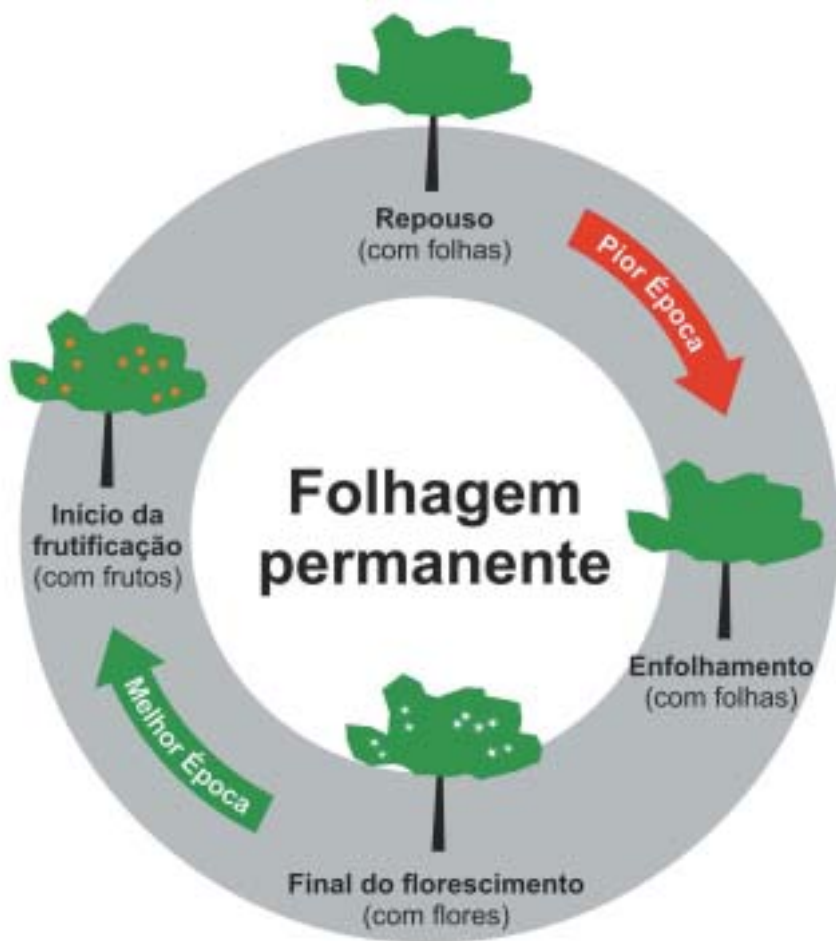 Repouso
(com folhas)
Pior Época
Folhagem
permanente
Início da
frutificação
(com frutos)
Enfolhamento
(com folhas)
Melhor Época
Final do florescimento
(com flores)